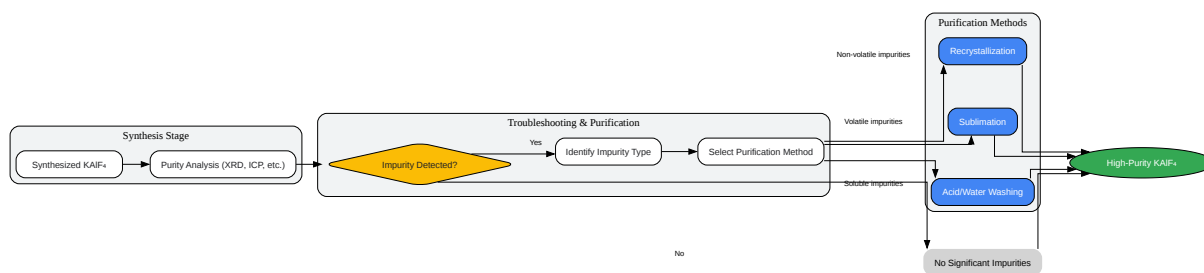 Purification Methods
Recrystallization
Non-volatile impurities
Sublimation
Volatile impurities
Troubleshooting & Purification
Synthesis Stage
Yes
Identify Impurity Type
Select Purification Method
Synthesized KAlF₄
Purity Analysis (XRD, ICP, etc.)
Impurity Detected?
High-Purity KAlF₄
Soluble impurities
Acid/Water Washing
No
No Significant Impurities